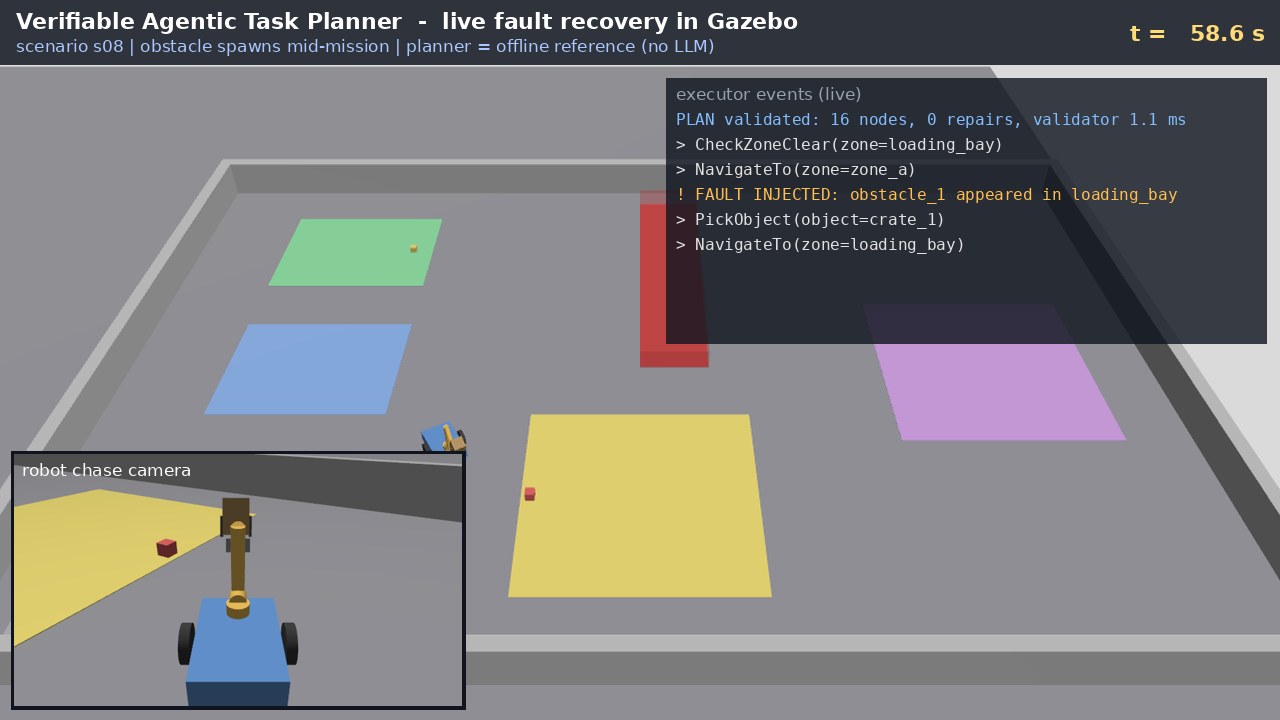 Verifiable Agentic Task Planner  -  live fault recovery in Gazebo
scenario s08 | obstacle spawns mid-mission | planner = offline reference (no LLM)
t =   58.6 s
executor events (live)
PLAN validated: 16 nodes, 0 repairs, validator 1.1 ms
> CheckZoneClear(zone=loading_bay)
> NavigateTo(zone=zone_a)
! FAULT INJECTED: obstacle_1 appeared in loading_bay
> PickObject(object=crate_1)
> NavigateTo(zone=loading_bay)
robot chase camera